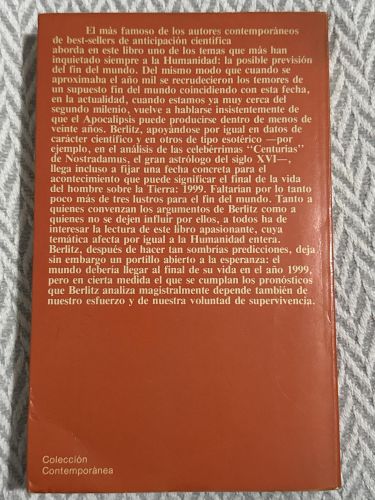 El más famoso de los autores contemporáneos
de best-sellers de anticipación científica
aborda en este libro uno de los temas que más han
inquietado siempre a la Humanidad: la posible previsión
del fin del mundo. Del mismo modo que cuando se
aproximaba el año mil se recrudecieron los temores de
un supuesto fin del mundo coincidiendo con esta fecha,
en la actualidad, cuando estamos ya muy cerca del
segundo milenio, vuelve a hablarse insistentemente de
que el Apocalipsis puede producirse dentro de menos de
veinte años. Berlitz, apoyándose por igual en datos de
carácter científico y en otros de tipo esotérico —por
ejemplo, en el análisis de las celebérrimas "Centurias"
de Nostradamus, el gran astrólogo del siglo XVI—,
llega incluso a fijar una fecha concreta para el
acontecimiento que puede significar el final de la vida
del hombre sobre la Tierra: 1999. Faltarían por lo tanto
poco más de tres lustros para el fin del mundo. Tanto a
quienes convenzan los argumentos de Berlitz como a
quienes no se dejen influir por ellos, a todos ha de
interesar la lectura de este libro apasionante, cuya
temática afecta por igual a la Humanidad entera.
Berlitz, después de hacer tan sombrías predicciones, deja
sin embargo un portillo abierto a la esperanza: el
mundo debería llegar al final de su vida en el año 1999,
pero en cierta medida el que se cumplan los pronósticos
que Berlitz analiza magistralmente depende también de
nuestro esfuerzo y de nuestra voluntad de supervivencia.
Colección
Contemporánea